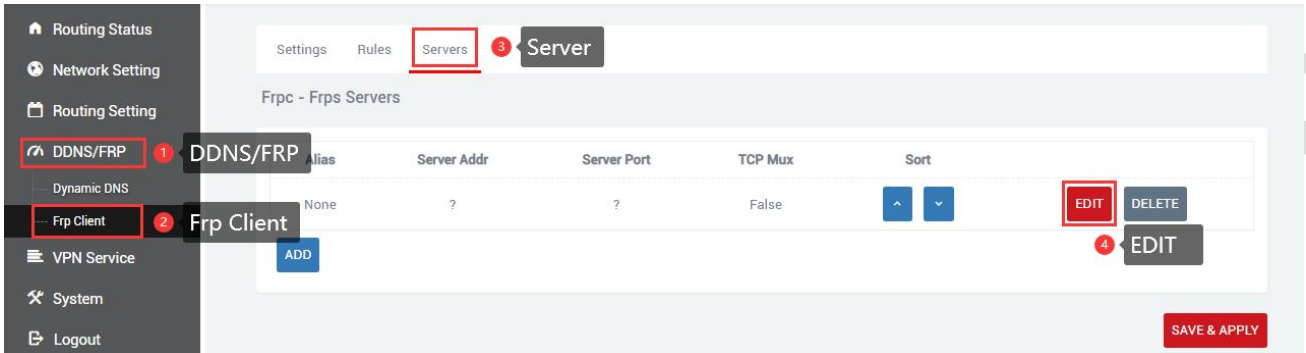 Routing Status
Network Setting
Routing Setting
DDNS/FRP 1 DDNS/FRP
Dynamic DNS
Frp Client 2 Frp Client
VPN Service
System
Logout
Settings Rules Servers 3 Server
Frpc - Frps Servers
Alias Server Addr Server Port TCP Mux Sort
None ? ? False EDIT DELETE
4 EDIT
ADD
SAVE & APPLY